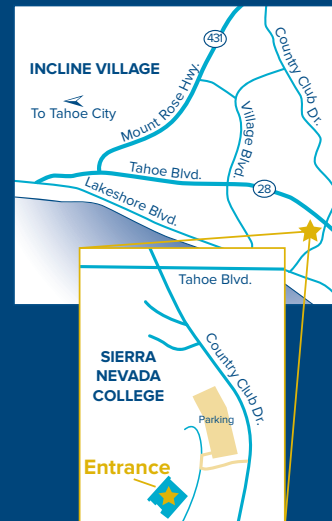 431
INCLINE VILLAGE
To Tahoe City
Mount Rose Hwy.
Country Club Dr.
Village Blvd.
Tahoe Blvd.
28
Lakeshore Blvd.
Tahoe Blvd.
SIERRA
NEVADA
COLLEGE
Country Club Dr.
Parking
Entrance